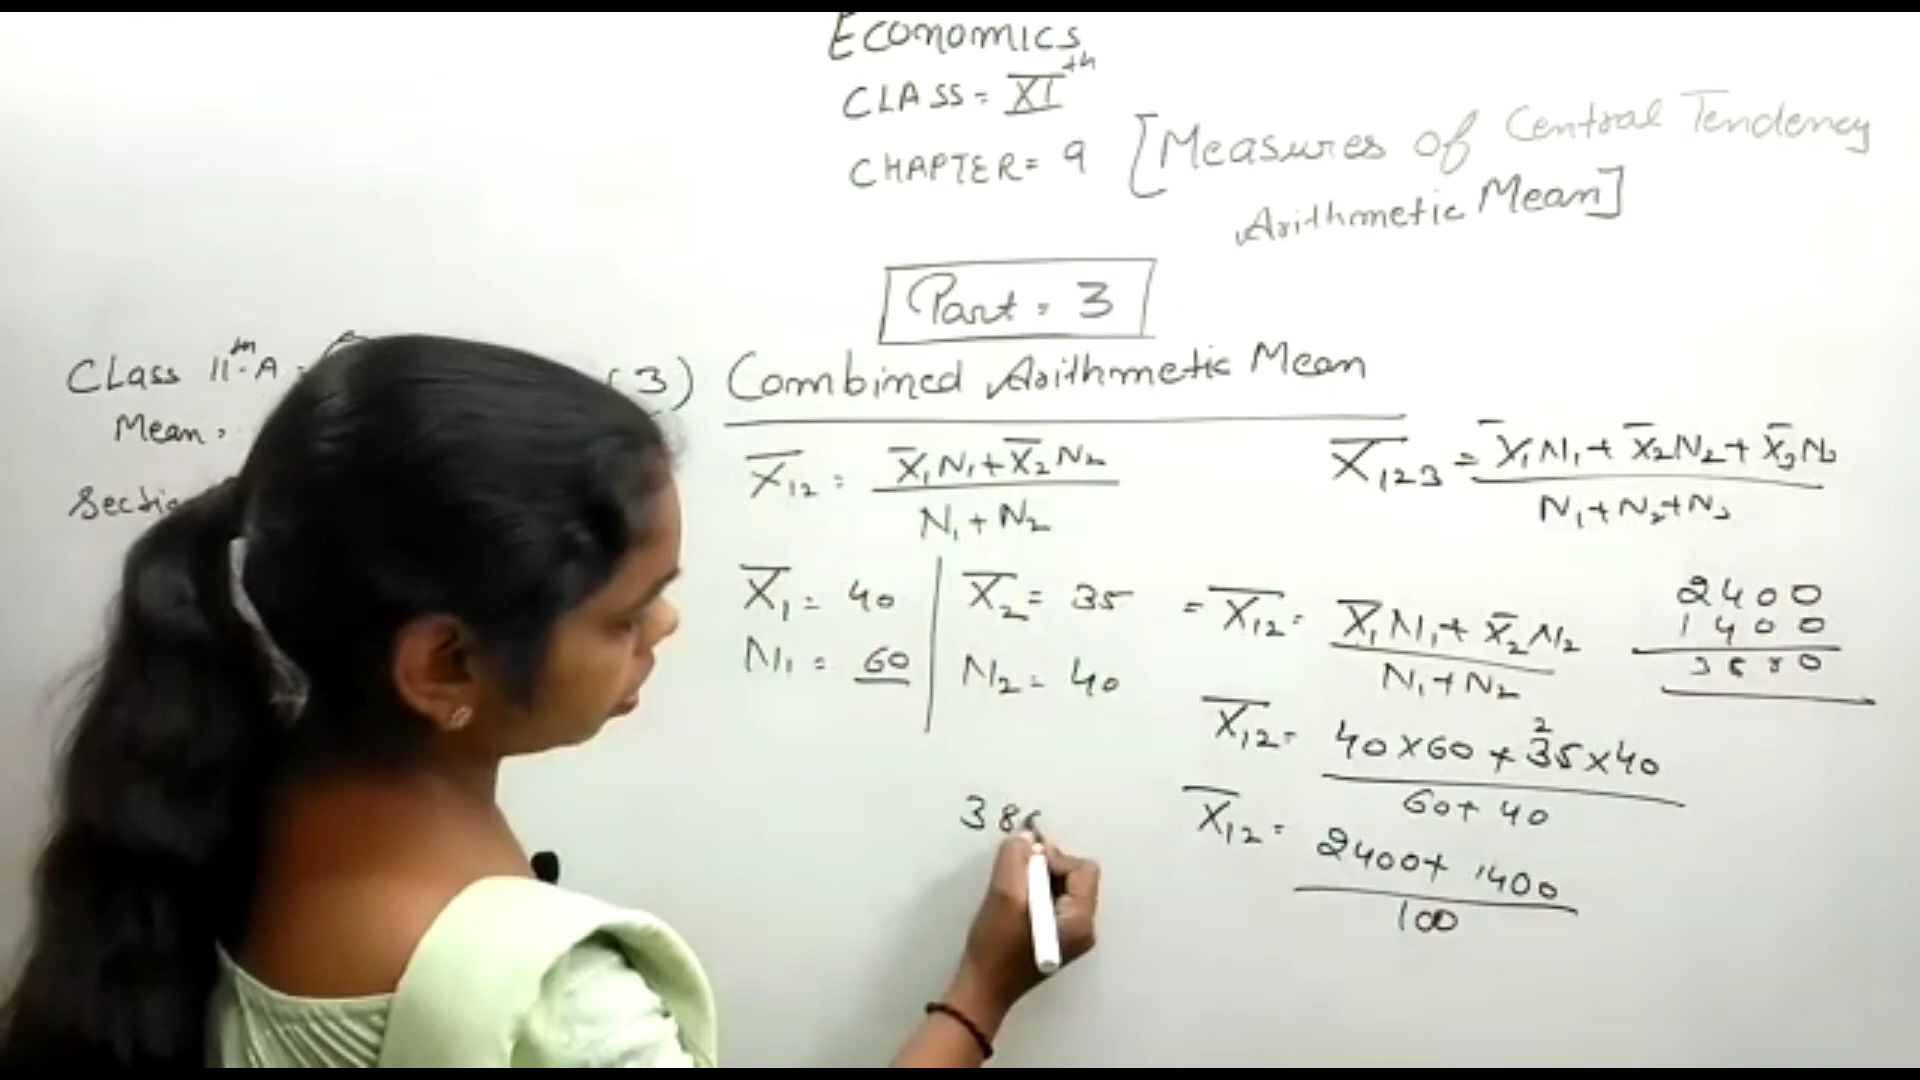 Economics
CLASS = XIth
CHAPTER = 9 [Measures of Central Tendency
Arithmetic Mean]
Part = 3
Class 11th A
Mean
(3) Combined Arithmetic Mean
X̄12 = X̄1N1 + X̄2N2
N1 + N2
X̄123 = X̄1N1 + X̄2N2 + X̄3N3
N1 + N2 + N3
X̄1 = 40
N1 = 60
X̄2 = 35
N2 = 40
= X̄12 = X̄1N1 + X̄2N2
N1 + N2
X̄12 = 40 × 60 + 35 × 40
2
60 + 40
X̄12 = 2400 + 1400
100
2400
1400
3800
38